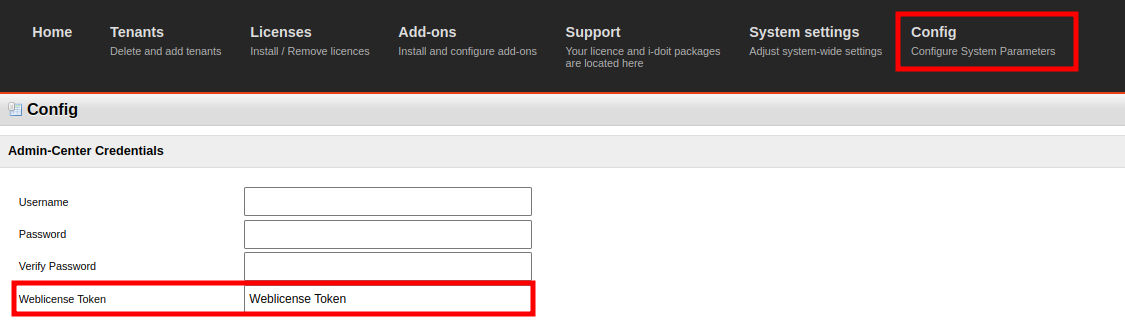 Home Tenants Licenses Add-ons Support System settings Config
Delete and add tenants Install / Remove licences Install and configure add-ons Your licence and i-doit packages Adjust system-wide settings Configure System Parameters
are located here
Config
Admin-Center Credentials
Username
Password
Verify Password
Weblicense Token Weblicense Token